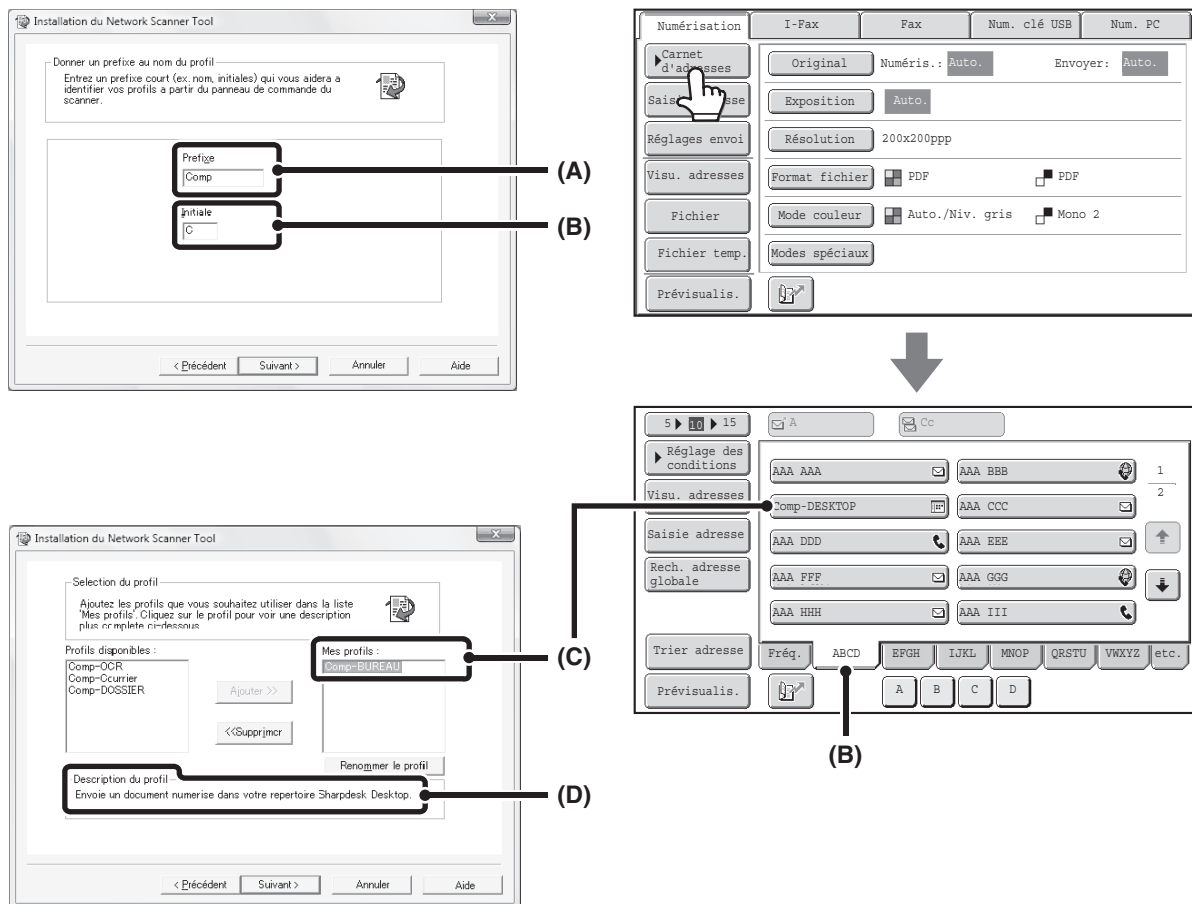 Installation du Network Scanner Tool
Donner un prefixe au nom du profil
Entrez un prefixe court (ex. nom, initiales) qui vous aidera a
identifier vos profils a partir du panneau de commande du
scanner.
Prefixe
Comp
Initiale
C
(A)
(B)
< Précédent
Suivant >
Annuler
Aide
Numérisation
I-Fax
Fax
Num. clé USB
Num. PC
Carnet
d'adresses
Original
Numéris.: Auto.
Envoyer: Auto.
Exposition
Auto.
Réglages envoi
Résolution
200x200ppp
Visu. adresses
Format fichier
PDF
PDF
Fichier
Mode couleur
Auto./Niv. gris
Mono 2
Fichier temp.
Modes spéciaux
Prévisualis.
5 10 15
A
Cc
Réglage des
conditions
AAA AAA
AAA BBB
1
2
Visu. adresses
Comp-DESKTOP
AAA CCC
Saisie adresse
AAA DDD
AAA EEE
Rech. adresse
globale
AAA FFF
AAA GGG
AAA HHH
AAA III
Trier adresse
Fréq.
ABCD
EFGH
IJKL
MNOP
QRSTU
VWXYZ
etc.
Prévisualis.
A
B
C
D
(B)
Installation du Network Scanner Tool
Selection du profil
Ajoutez les profils que vous souhaitez utiliser dans la liste
'Mes profils'. Cliquez sur le profil pour voir une description
plus complete ci-dessous
Profils disponibles :
Mes profils :
Comp-OCR
Comp-Ccurrier
Comp-DOSSIER
Comp-BUREAU
(C)
Ajouter >>
<<Supprimer
Renommer le profil
Description du profil
Envoie un document numerise dans votre repertoire Sharpdesk Desktop.
(D)
< Précédent
Suivant >
Annuler
Aide